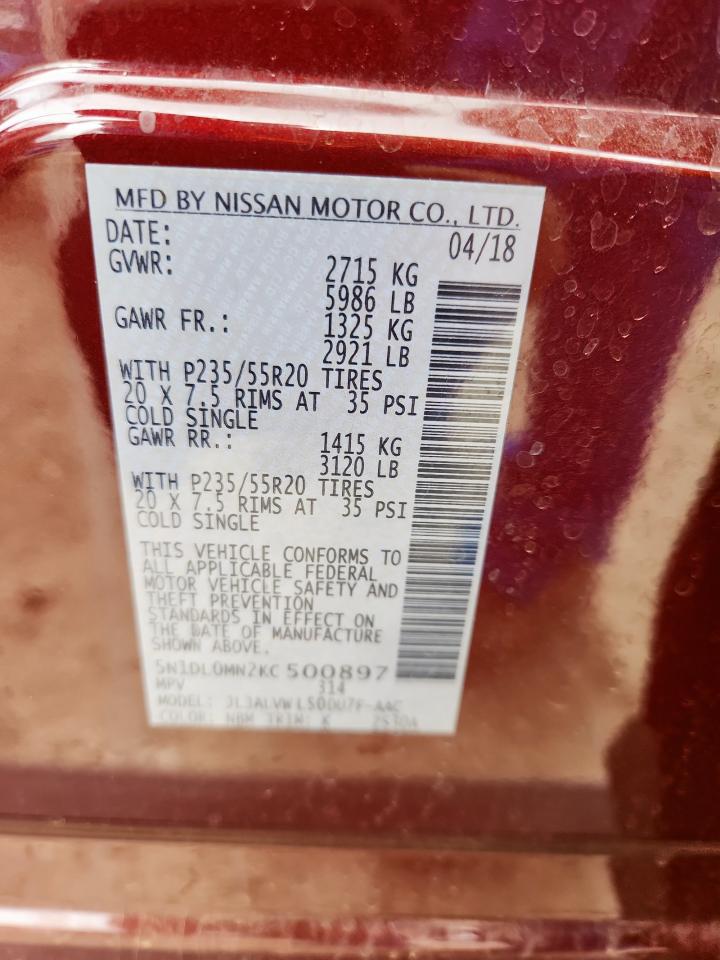 MFD BY NISSAN MOTOR CO., LTD.
DATE: 04/18
GVWR: 2715 KG
5986 LB
GAWR FR.: 1325 KG
2921 LB
WITH P235/55R20 TIRES
20 X 7.5 RIMS AT 35 PSI
COLD SINGLE
GAWR RR.: 1415 KG
3120 LB
WITH P235/55R20 TIRES
20 X 7.5 RIMS AT 35 PSI
COLD SINGLE
THIS VEHICLE CONFORMS TO
ALL APPLICABLE FEDERAL
MOTOR VEHICLE SAFETY AND
THEFT PREVENTION
STANDARDS IN EFFECT ON
THE DATE OF MANUFACTURE
SHOWN ABOVE.
5N1DL0MN2KC500897
MPV 314
MODEL:
COLOR: NBM TRIM: K